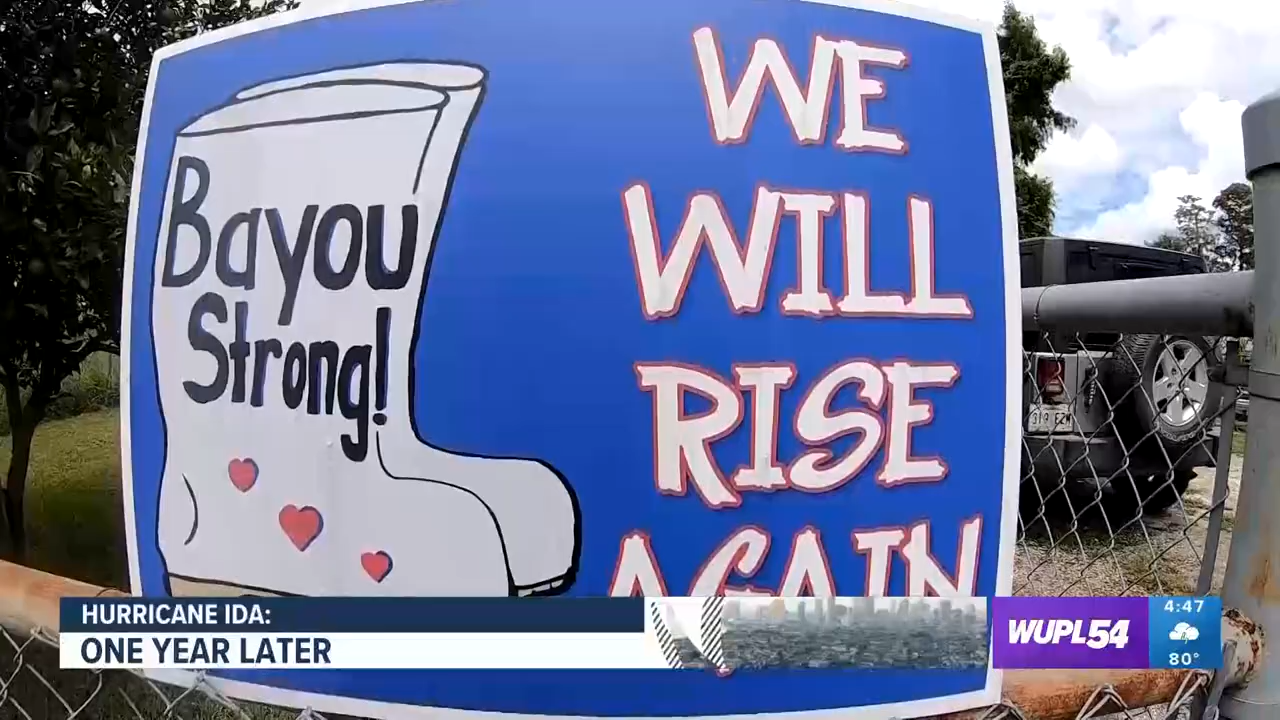 WE
WILL
RISE
AGAIN
Bayou
Strong!
HURRICANE IDA:
ONE YEAR LATER
WUPL54
4:47
80°